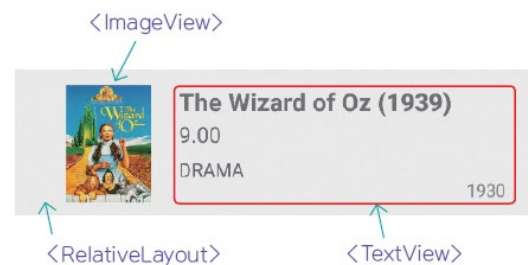 <ImageView>
The Wizard of Oz (1939)
9.00
DRAMA
1930
<RelativeLayout>
<TextView>